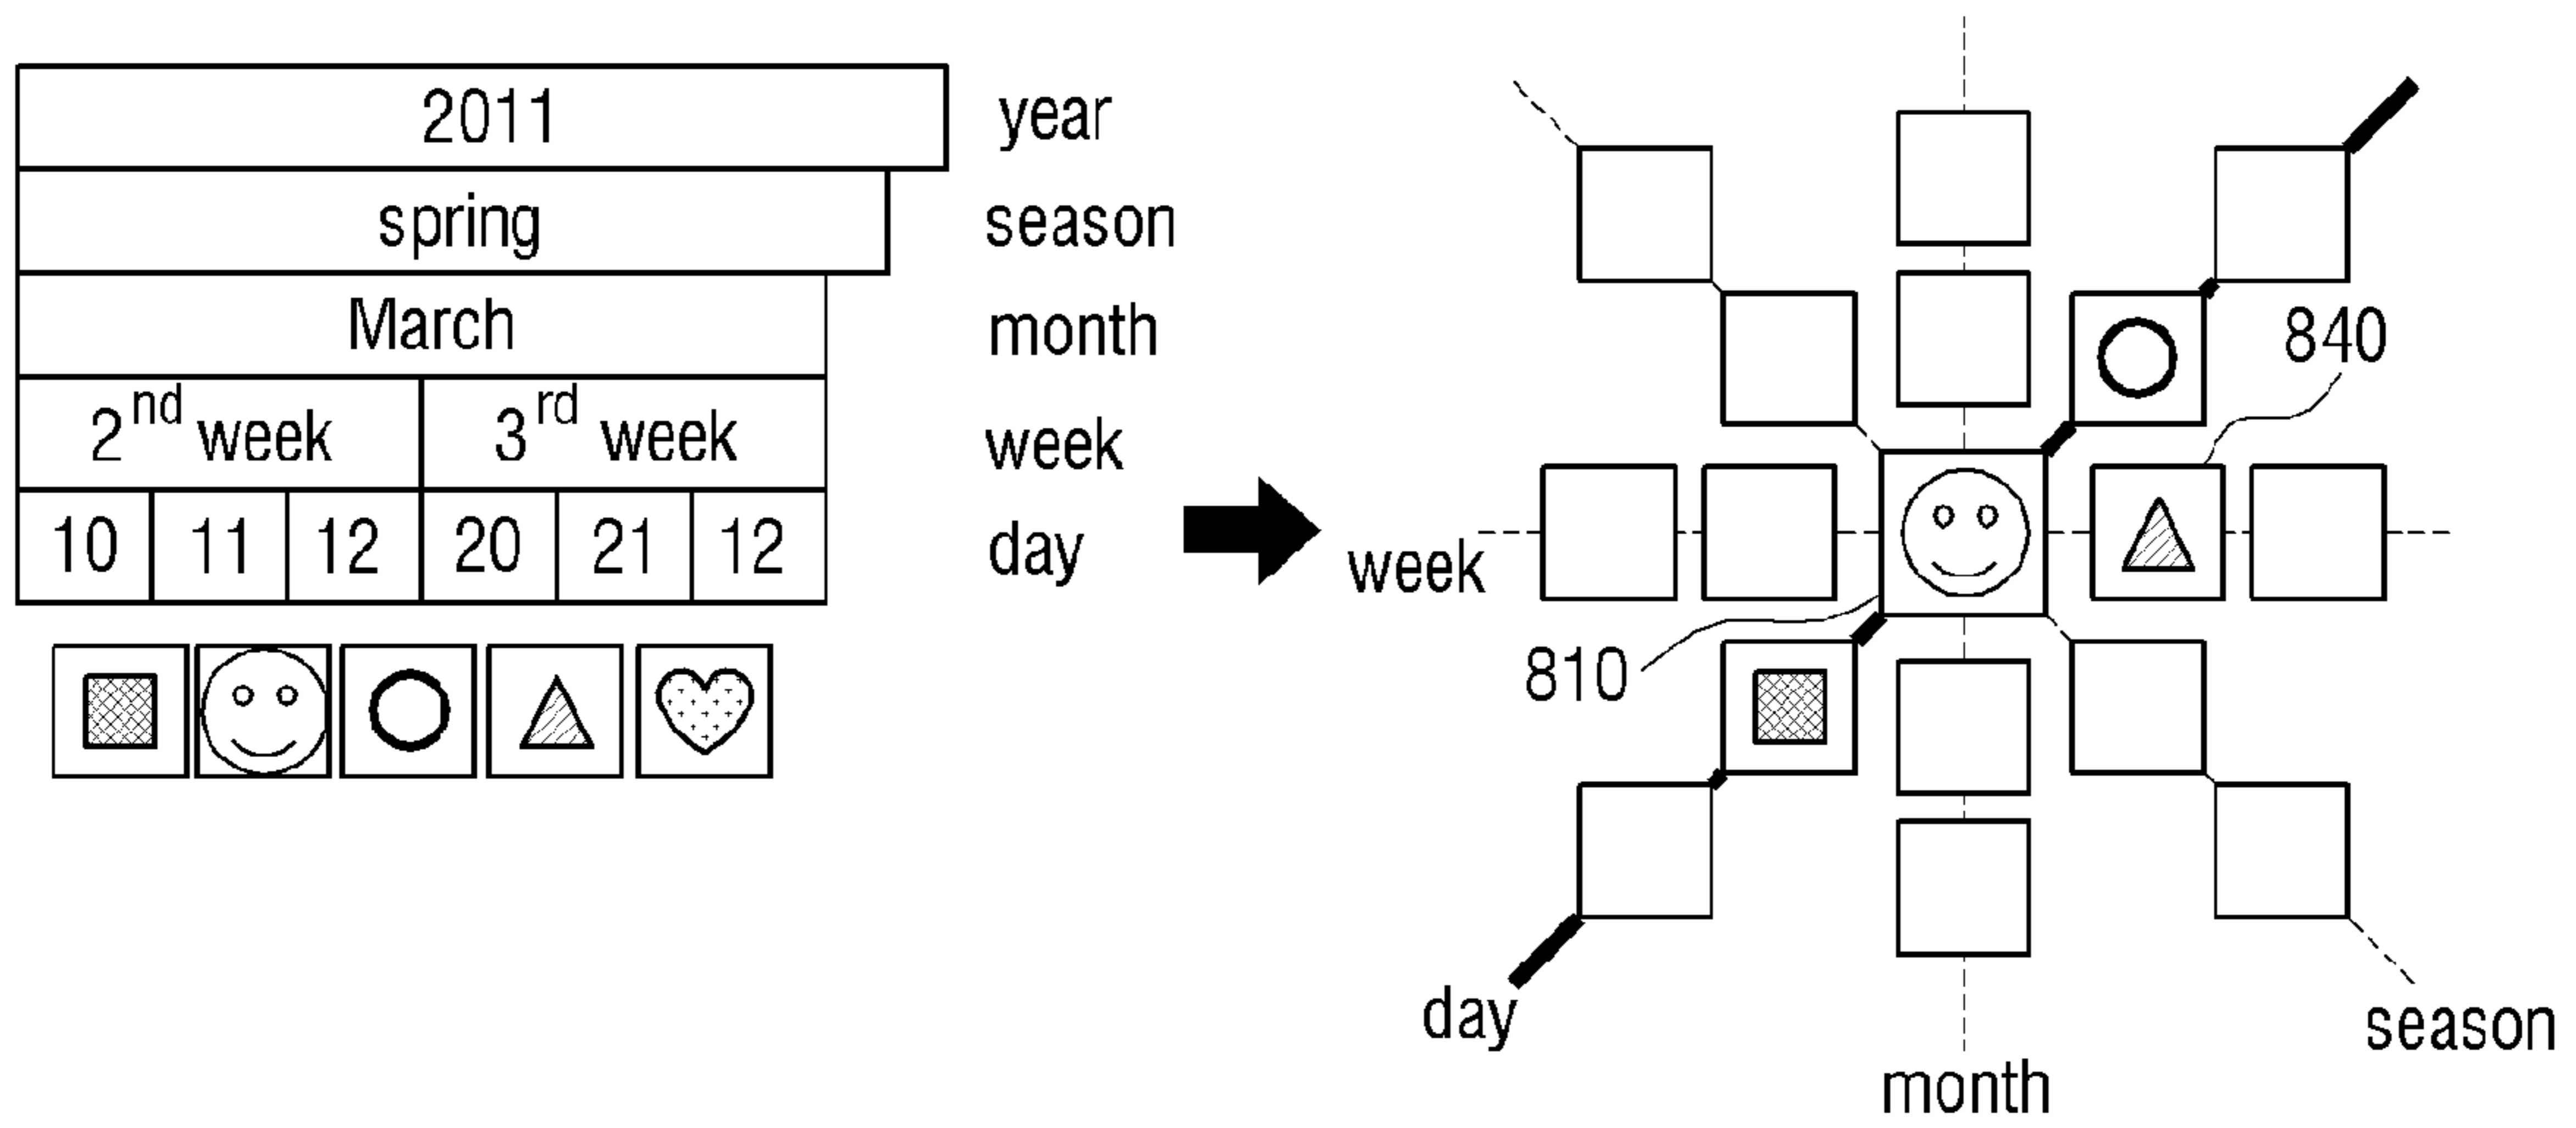 2011 year
spring season
March month
2nd week 3rd week week
10 11 12 20 21 12 day
840
week
810
day
season
month